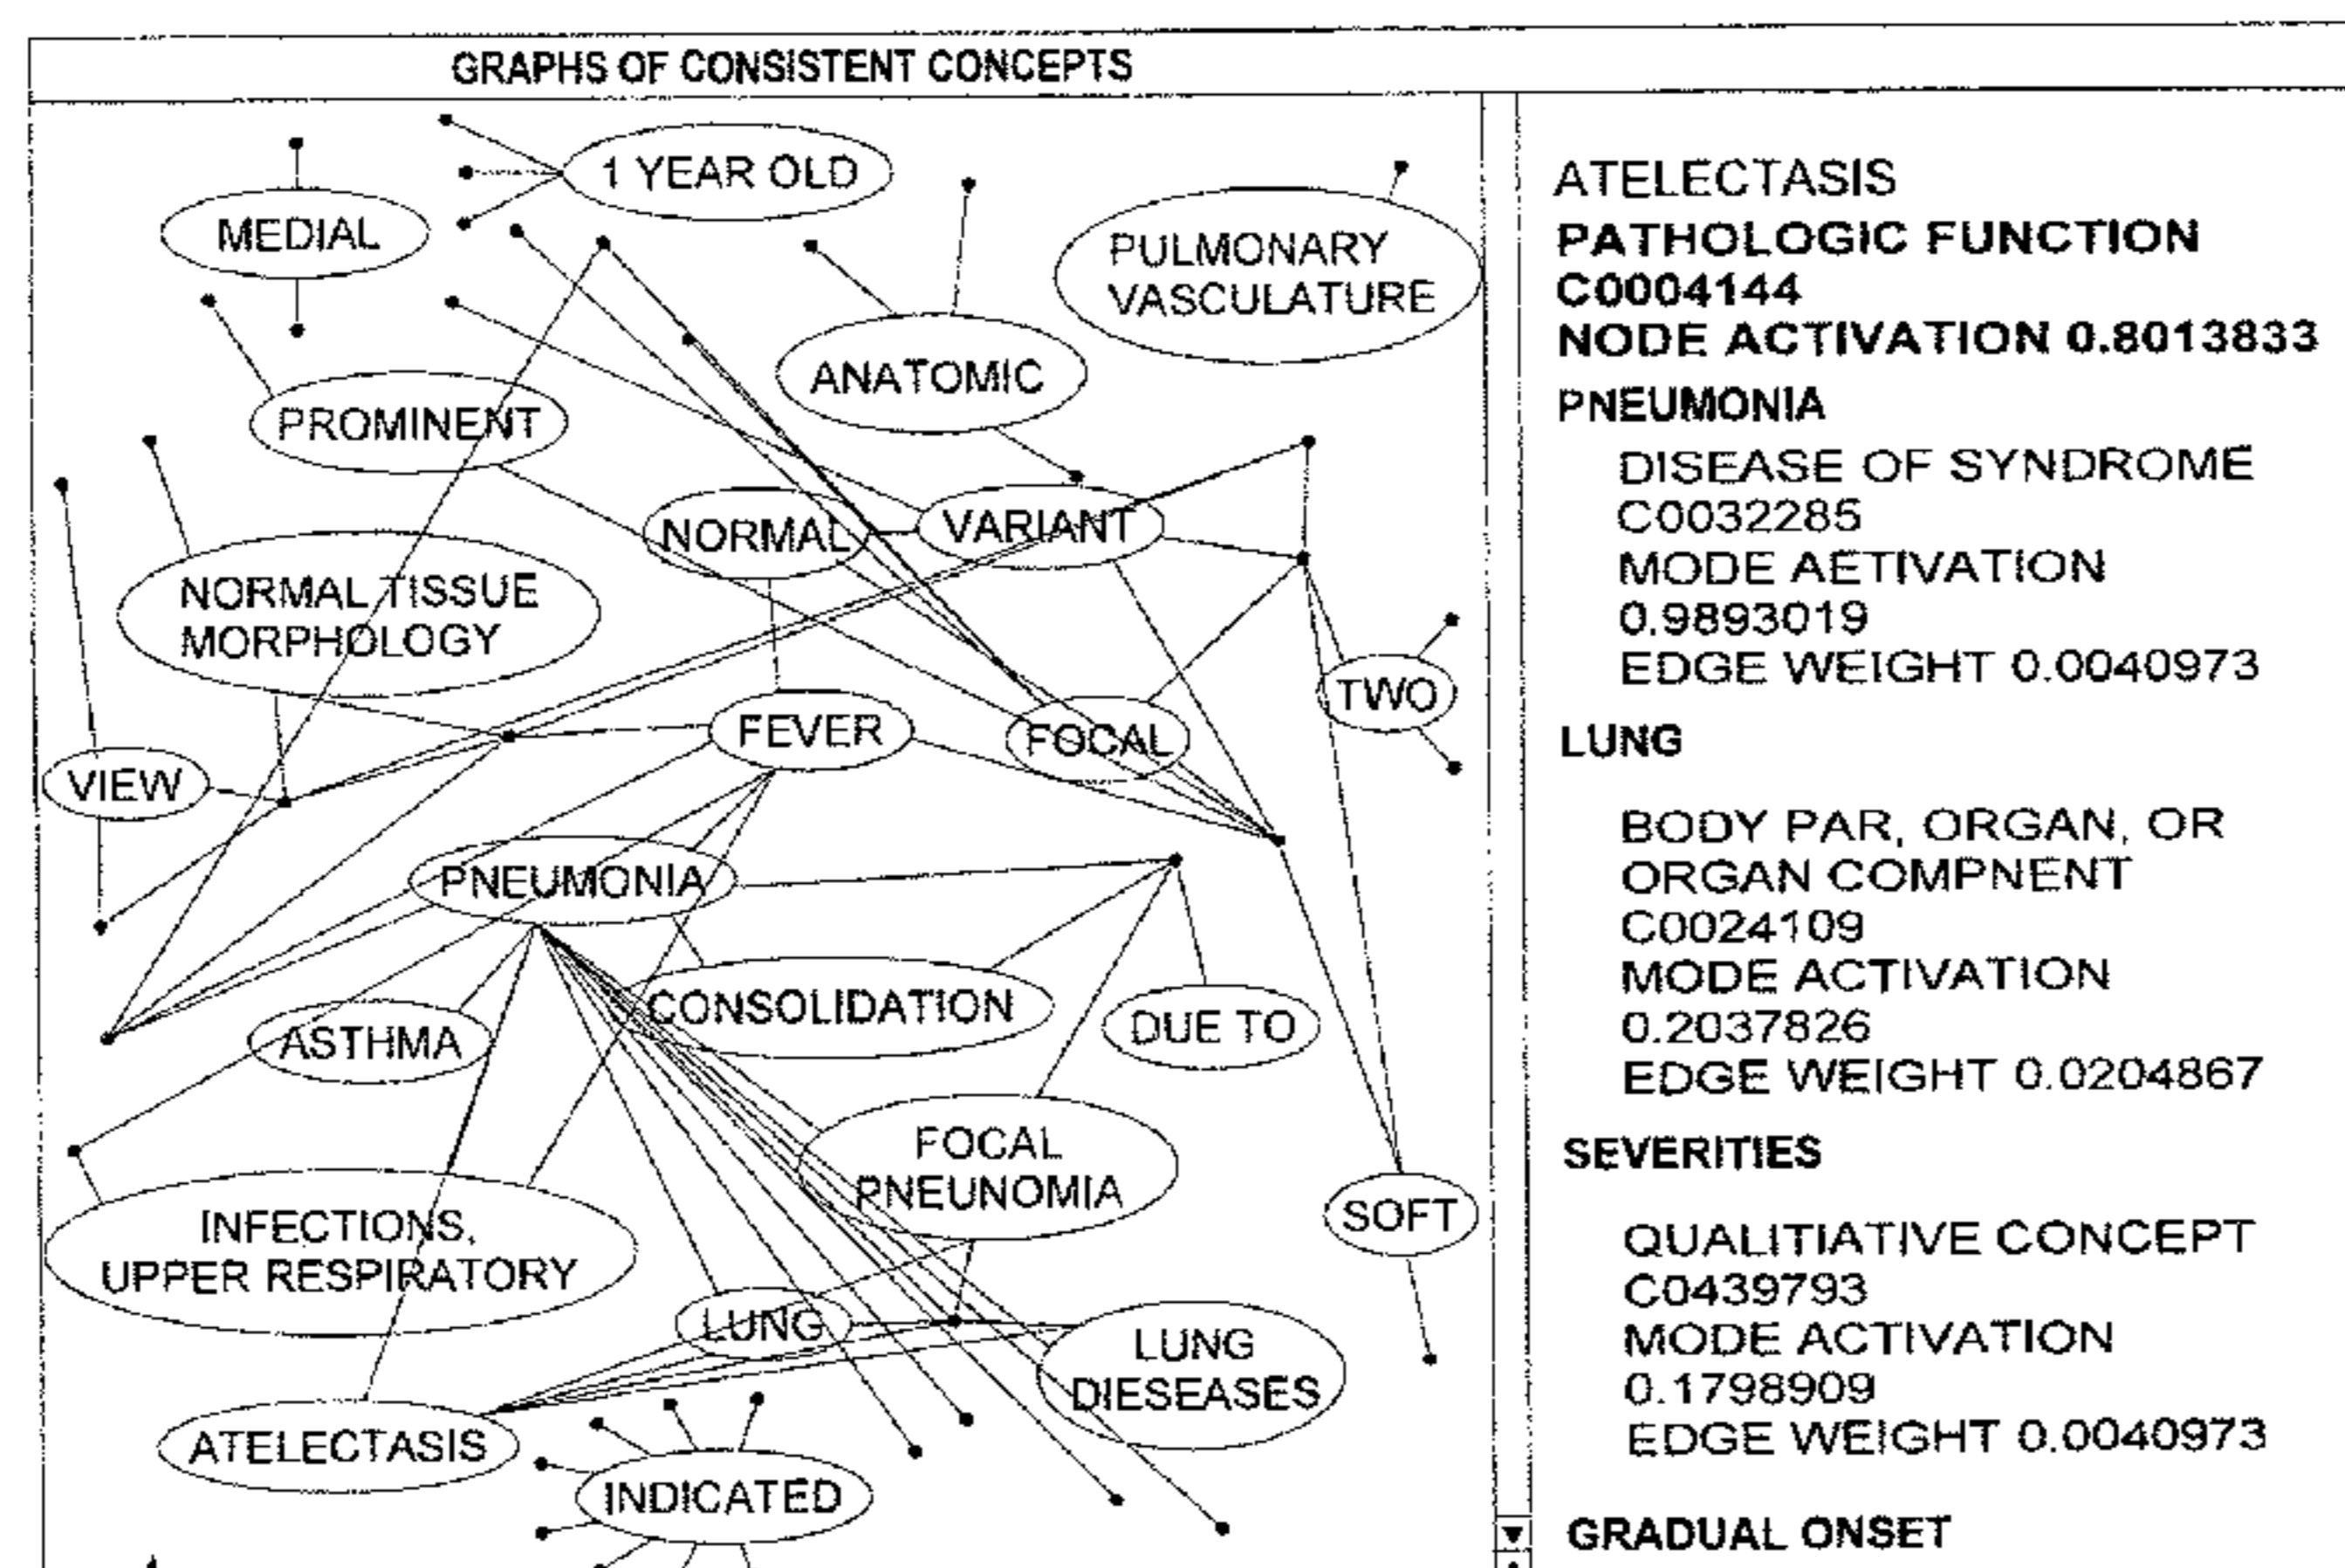 GRAPHS OF CONSISTENT CONCEPTS
1 YEAR OLD
MEDIAL
PULMONARY
VASCULATURE
ANATOMIC
PROMINENT
NORMAL
VARIANT
NORMAL TISSUE
MORPHOLOGY
TWO
FEVER
FOCAL
VIEW
PNEUMONIA
CONSOLIDATION
ASTHMA
DUE TO
FOCAL
PNEUNOMIA
SOFT
INFECTIONS,
UPPER RESPIRATORY
LUNG
LUNG
DIESEASES
ATELECTASIS
INDICATED
ATELECTASIS
PATHOLOGIC FUNCTION
C0004144
NODE ACTIVATION 0.8013833
PNEUMONIA
DISEASE OF SYNDROME
C0032285
MODE AETIVATION
0.9893019
EDGE WEIGHT 0.0040973
LUNG
BODY PAR, ORGAN, OR
ORGAN COMPNENT
C0024109
MODE ACTIVATION
0.2037826
EDGE WEIGHT 0.0204867
SEVERITIES
QUALITIATIVE CONCEPT
C0439793
MODE ACTIVATION
0.1798909
EDGE WEIGHT 0.0040973
GRADUAL ONSET